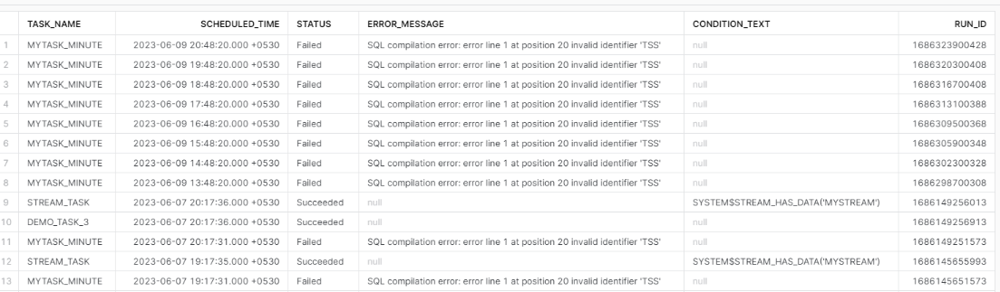 TASK_NAME SCHEDULED_TIME STATUS ERROR_MESSAGE CONDITION_TEXT RUN_ID
1 MYTASK_MINUTE 2023-06-09 20:48:20.000 +0530 Failed SQL compilation error: error line 1 at position 20 invalid identifier 'TSS' null 1686323900428
2 MYTASK_MINUTE 2023-06-09 19:48:20.000 +0530 Failed SQL compilation error: error line 1 at position 20 invalid identifier 'TSS' null 1686320300408
3 MYTASK_MINUTE 2023-06-09 18:48:20.000 +0530 Failed SQL compilation error: error line 1 at position 20 invalid identifier 'TSS' null 1686316700408
4 MYTASK_MINUTE 2023-06-09 17:48:20.000 +0530 Failed SQL compilation error: error line 1 at position 20 invalid identifier 'TSS' null 1686313100388
5 MYTASK_MINUTE 2023-06-09 16:48:20.000 +0530 Failed SQL compilation error: error line 1 at position 20 invalid identifier 'TSS' null 1686309500368
6 MYTASK_MINUTE 2023-06-09 15:48:20.000 +0530 Failed SQL compilation error: error line 1 at position 20 invalid identifier 'TSS' null 1686305900348
7 MYTASK_MINUTE 2023-06-09 14:48:20.000 +0530 Failed SQL compilation error: error line 1 at position 20 invalid identifier 'TSS' null 1686302300328
8 MYTASK_MINUTE 2023-06-09 13:48:20.000 +0530 Failed SQL compilation error: error line 1 at position 20 invalid identifier 'TSS' null 1686298700308
9 STREAM_TASK 2023-06-07 20:17:36.000 +0530 Succeeded null SYSTEM$STREAM_HAS_DATA('MYSTREAM') 1686149256013
10 DEMO_TASK_3 2023-06-07 20:17:36.000 +0530 Succeeded null null 1686149256913
11 MYTASK_MINUTE 2023-06-07 20:17:31.000 +0530 Failed SQL compilation error: error line 1 at position 20 invalid identifier 'TSS' null 1686149251573
12 STREAM_TASK 2023-06-07 19:17:35.000 +0530 Succeeded null SYSTEM$STREAM_HAS_DATA('MYSTREAM') 1686145655993
13 MYTASK_MINUTE 2023-06-07 19:17:31.000 +0530 Failed SQL compilation error: error line 1 at position 20 invalid identifier 'TSS' null 1686145651573